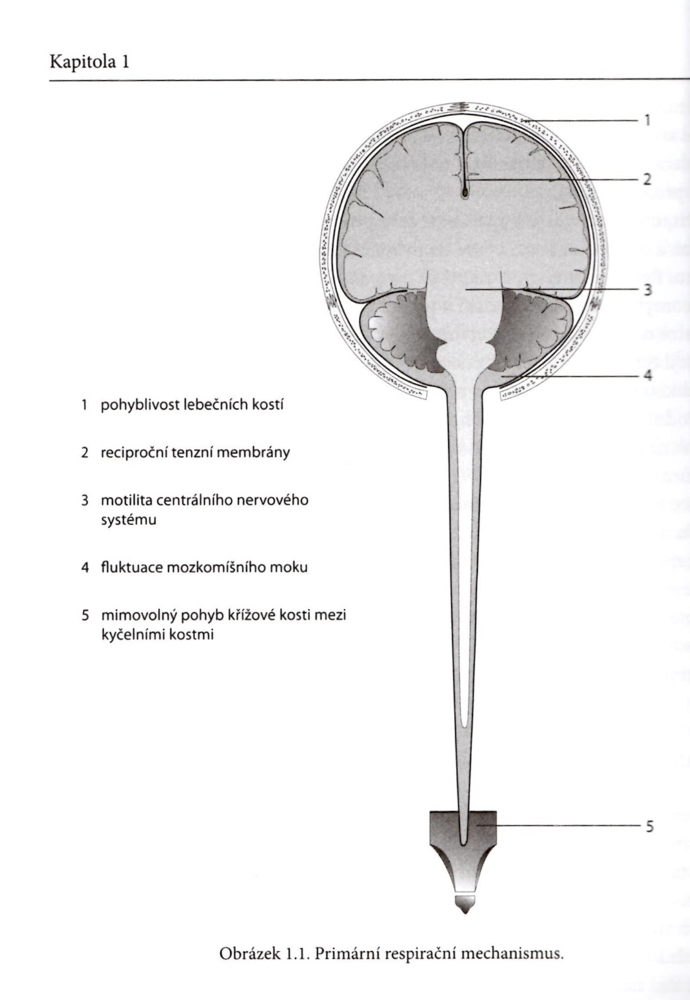 Kapitola 1
1
2
3
4
1 pohyblivost lebečních kostí
2 reciproční tenzní membrány
3 motilita centrálního nervového
systému
4 fluktuace mozkomíšního moku
5 mimovolný pohyb křížové kosti mezi
kyčelními kostmi
5
Obrázek 1.1. Primární respirační mechanismus.